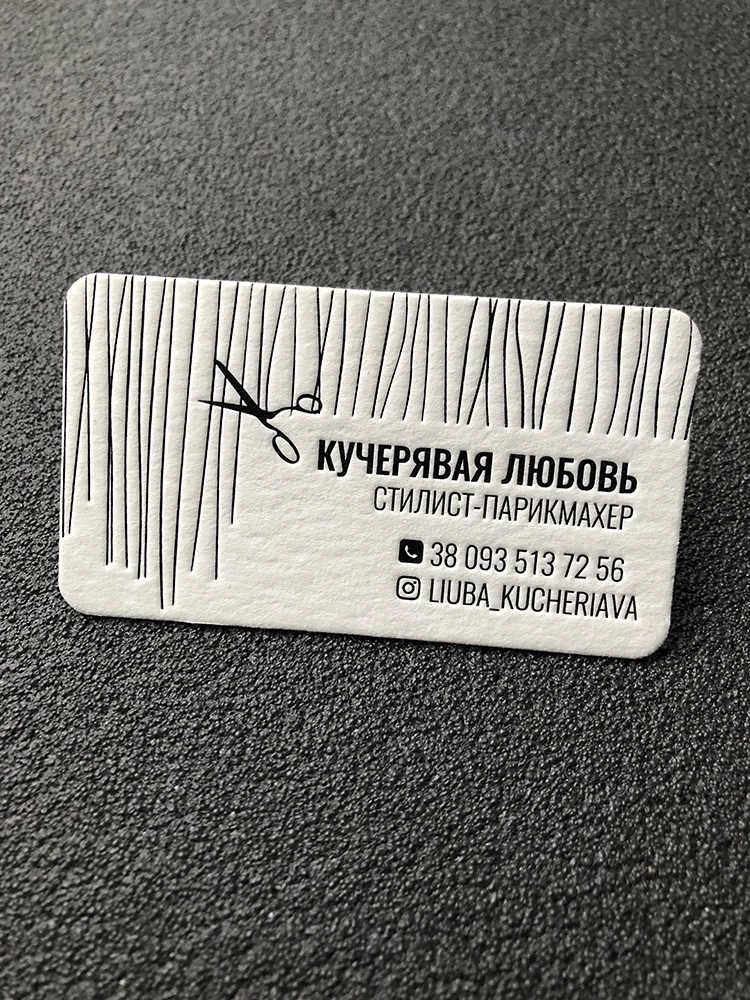 КУЧЕРЯВАЯ ЛЮБОВЬ
СТИЛИСТ-ПАРИКМАХЕР
38 093 513 72 56
LIUBA_KUCHERIAVA